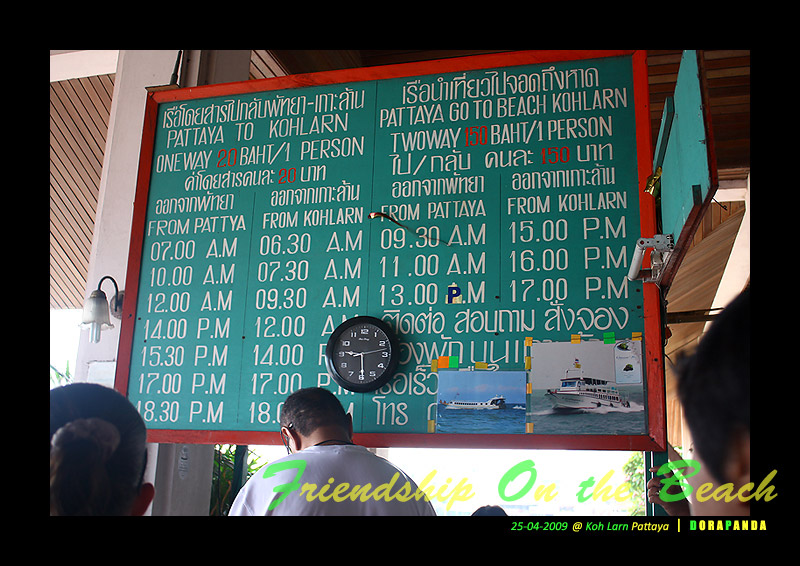 เรือโดยสารไปกลับพัทยา-เกาะล้าน
PATTAYA TO KOHLARN
ONEWAY 20 BAHT/1 PERSON
ค่าโดยสารคนละ 20 บาท
ออกจากพัทยา ออกจากเกาะล้าน
FROM PATTYA FROM KOHLARN
07.00 A.M 06.30 A.M
10.00 A.M 07.30 A.M
12.00 A.M 09.30 A.M
14.00 P.M 12.00 A
15.30 P.M 14.00 P
17.00 P.M 17.00 P
18.30 P.M 18
เรือนำเที่ยวไปจอดถึงหาด
PATTAYA GO TO BEACH KOHLARN
TWOWAY 150 BAHT/1 PERSON
ไป/กลับ คนละ 150 บาท
ออกจากพัทยา ออกจากเกาะล้าน
FROM PATTAYA FROM KOHLARN
09.30 A.M 15.00 P.M
11.00 A.M 16.00 P.M
13.00 A.M 17.00 P.M
P
ติดต่อ สอบถาม สั่งจอง
โทร
Friendship On the Beach
25-04-2009 @ Koh Larn Pattaya | DORAPANDA